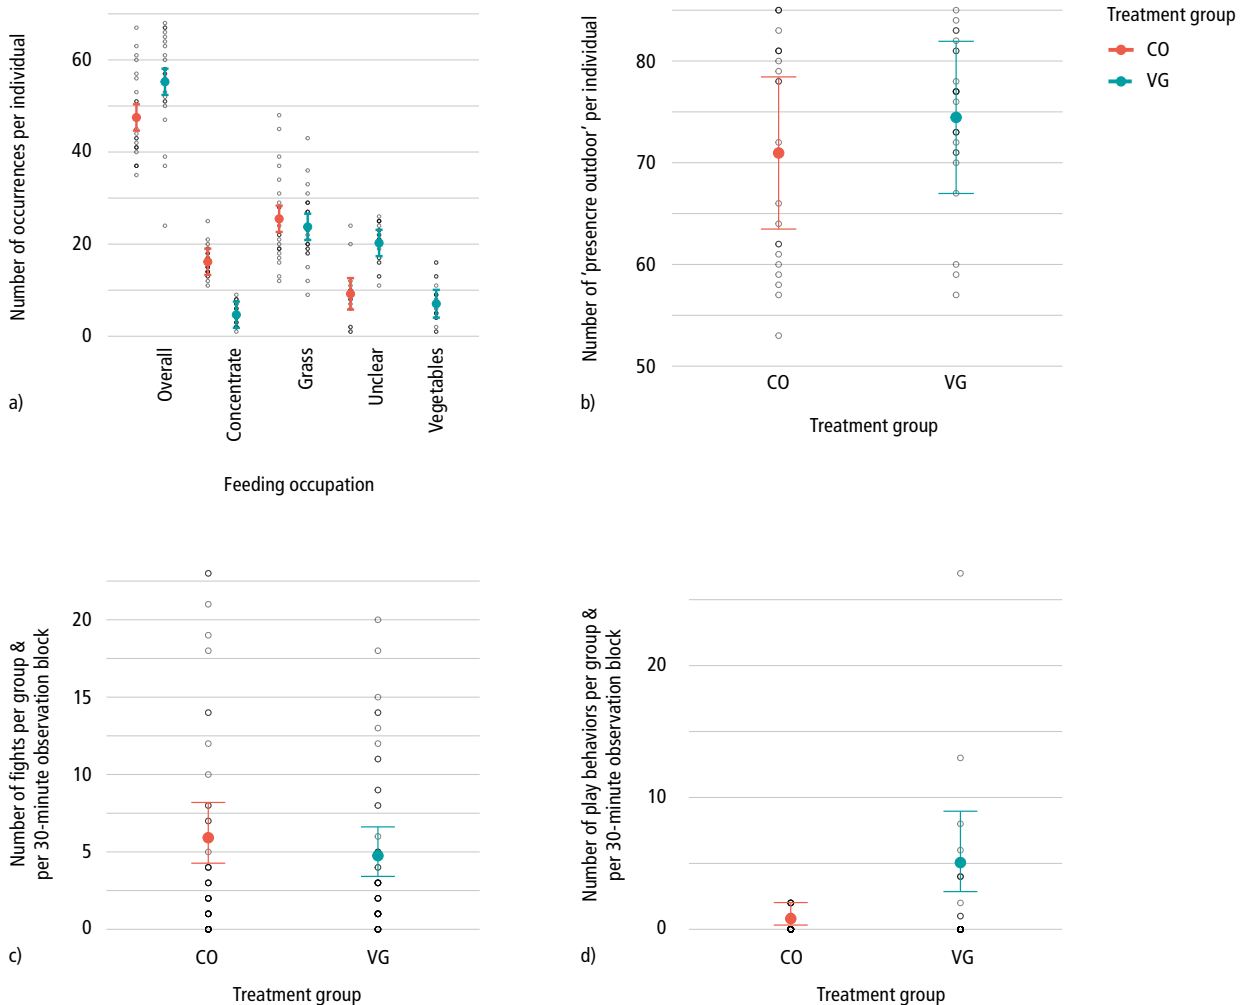 Number of occurrences per individual
60
40
20
0
Overall
Concentrate
Grass
Unclear
Vegetables
a)
Feeding occupation
Number of ‘presencre outdoor’ per individual
80
70
60
50
CO
VG
b)
Treatment group
Treatment group
CO
VG
Number of fights per group &
per 30-minute observation block
20
15
10
5
0
CO
VG
c)
Treatment group
Number of play behaviors per group &
per 30-minute observation block
20
10
0
CO
VG
d)
Treatment group